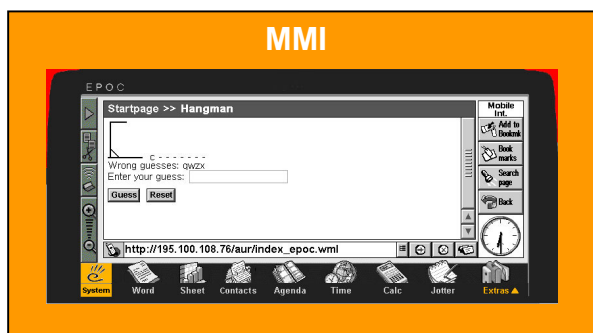 MMI
EPOC
Startpage >> Hangman
Mobile
Int.
Add to
Bookmk
Book
marks
Search
page
Back
c - - - - - - -
Wrong guesses: qwzx
Enter your guess:
Guess Reset
http://195.100.108.76/aur/index_epoc.wml
System Word Sheet Contacts Agenda Time Calc Jotter Extras ▲